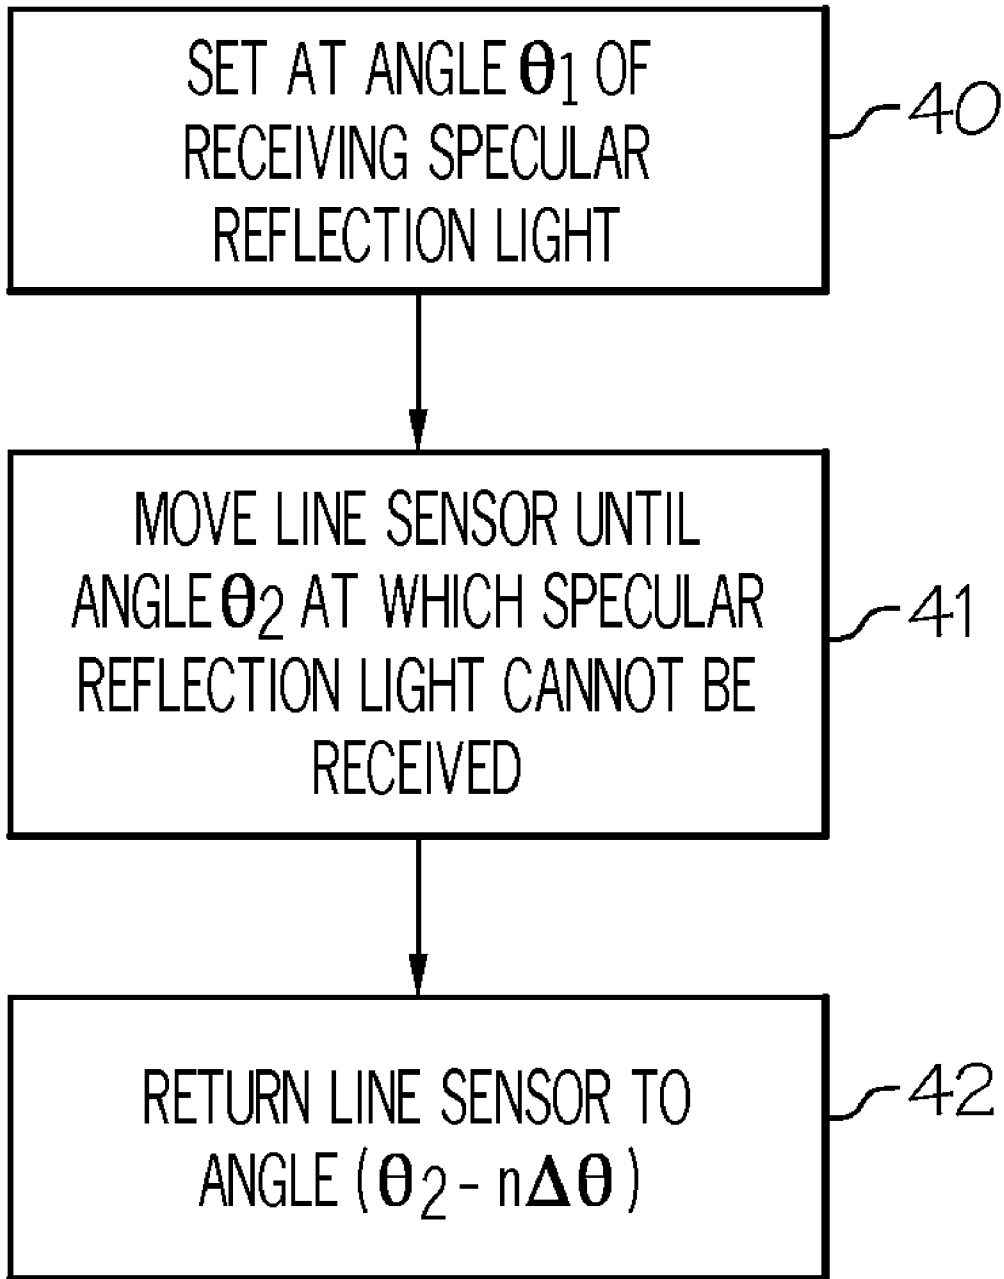 SET AT ANGLE θ1 OF
RECEIVING SPECULAR
REFLECTION LIGHT
40
MOVE LINE SENSOR UNTIL
ANGLE θ2 AT WHICH SPECULAR
REFLECTION LIGHT CANNOT BE
RECEIVED
41
RETURN LINE SENSOR TO
ANGLE (θ2 - nΔθ)
42